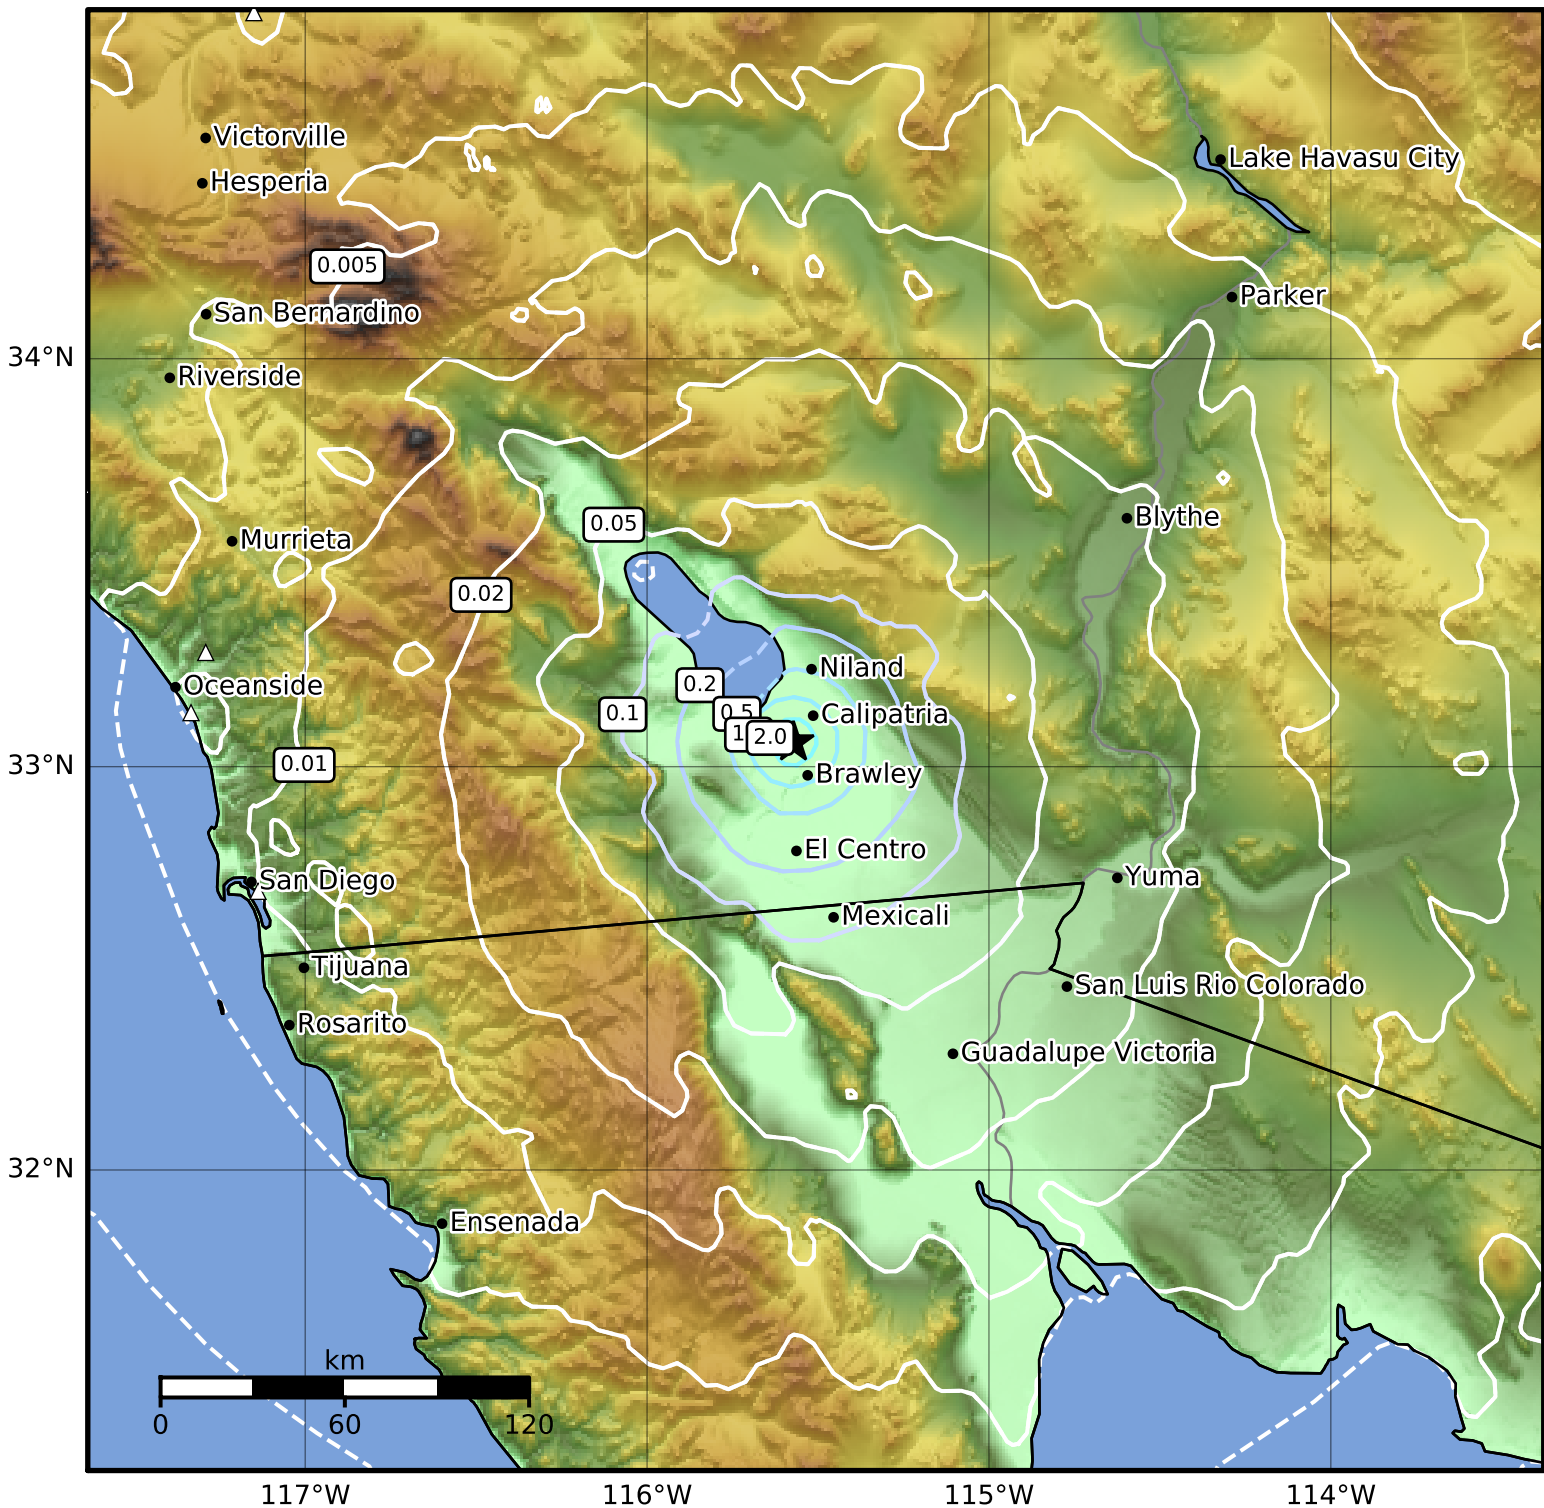 Victorville
Lake Havasu City
Hesperia
0.005
Parker
San Bernardino
34°N
Riverside
Blythe
0.05
Murrieta
0.02
Niland
Oceanside
0.2
0.5
0.1
Calipatria
1
2.0
0.01
33°N
Brawley
El Centro
San Diego
Yuma
Mexicali
Tijuana
San Luis Rio Colorado
Rosarito
Guadalupe Victoria
32°N
Ensenada
km
0 60 120
117°W 116°W 115°W 114°W